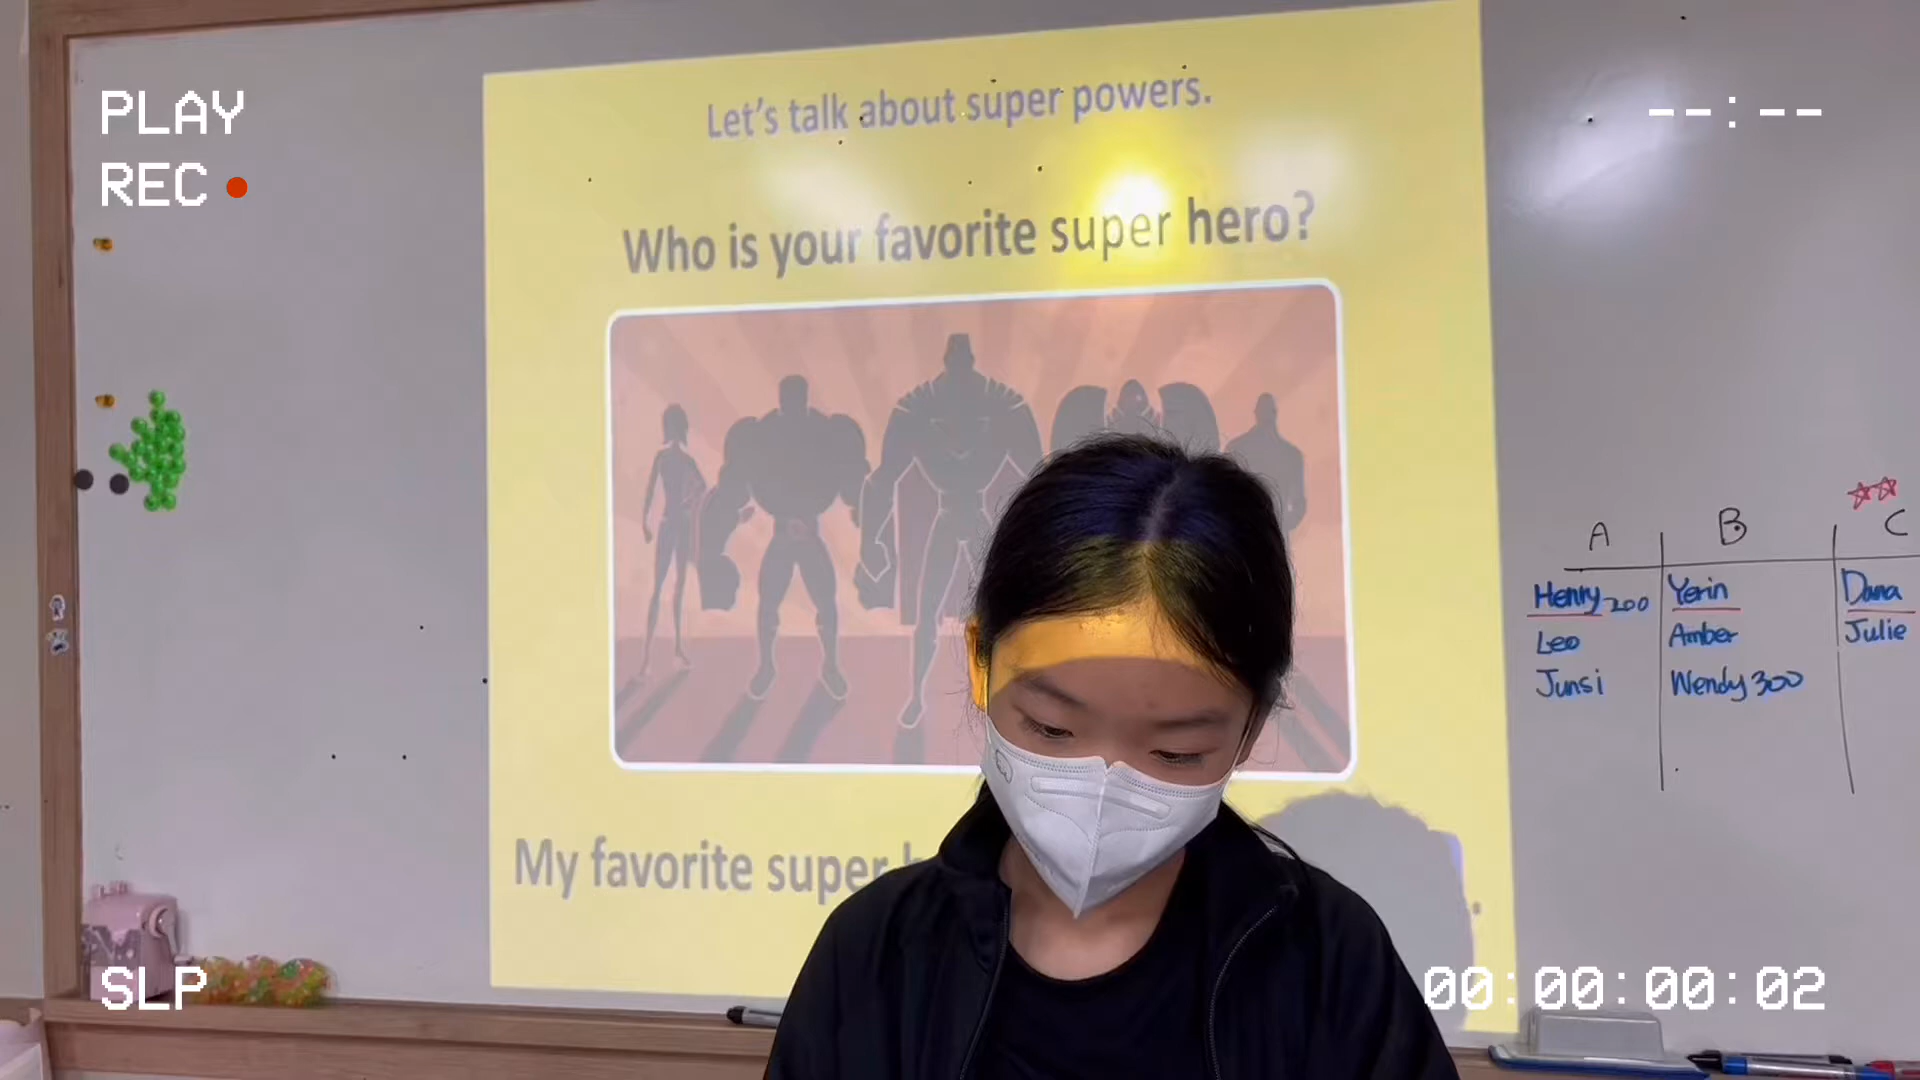 PLAY
REC
--:--
Let's talk about super powers.
Who is your favorite super hero?
My favorite super
A B C
Henry 200 Yerin Dana
Leo Amber Julie
Junsi Wendy 300
SLP
00:00:00:02